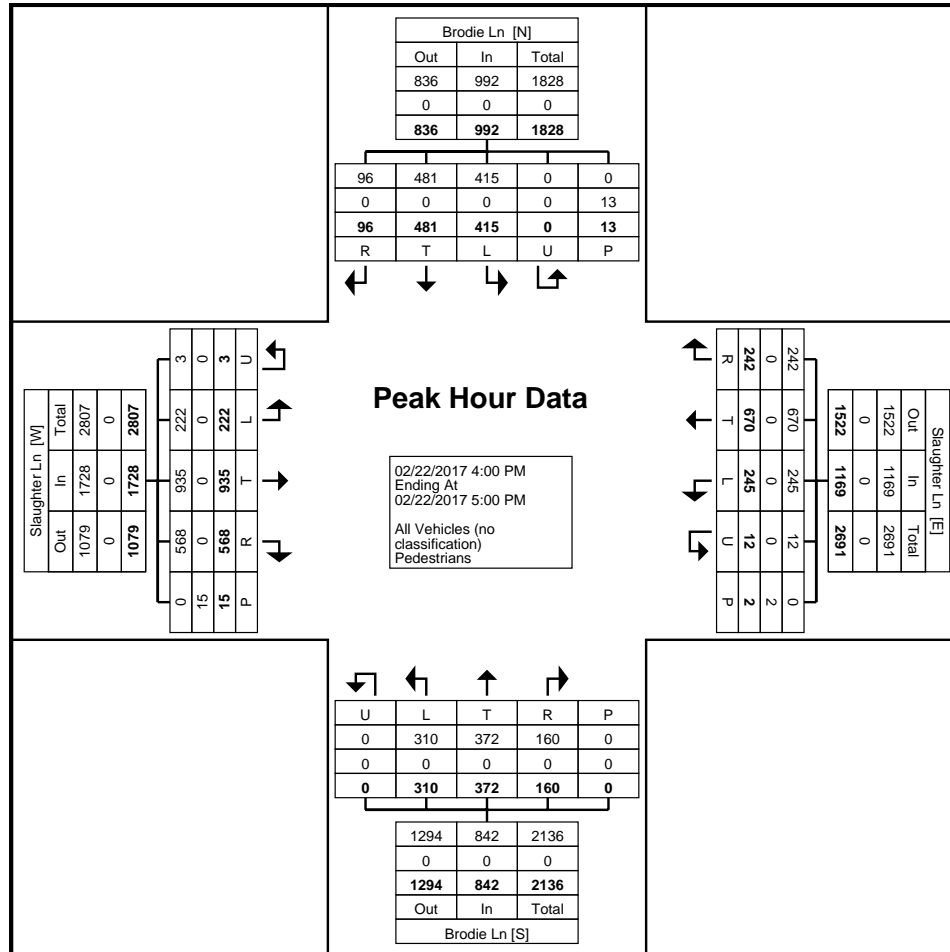 Brodie Ln [N]
Out In Total
836 992 1828
0 0 0
836 992 1828
96 481 415 0 0
0 0 0 0 13
96 481 415 0 13
R T L U P
Slaughter Ln [W]
Total In Out
2807 1728 1079
0 0 0
2807 1728 1079
3 222 935 568 0
0 0 0 0 15
3 222 935 568 15
U L T R P
Peak Hour Data
02/22/2017 4:00 PM
Ending At
02/22/2017 5:00 PM
All Vehicles (no
classification)
Pedestrians
Slaughter Ln [E]
Out In Total
1522 1169 2691
0 0 0
1522 1169 2691
242 670 245 12 0
0 0 0 0 2
242 670 245 12 2
R T L U P
U L T R P
0 310 372 160 0
0 0 0 0 0
0 310 372 160 0
1294 842 2136
0 0 0
1294 842 2136
Out In Total
Brodie Ln [S]